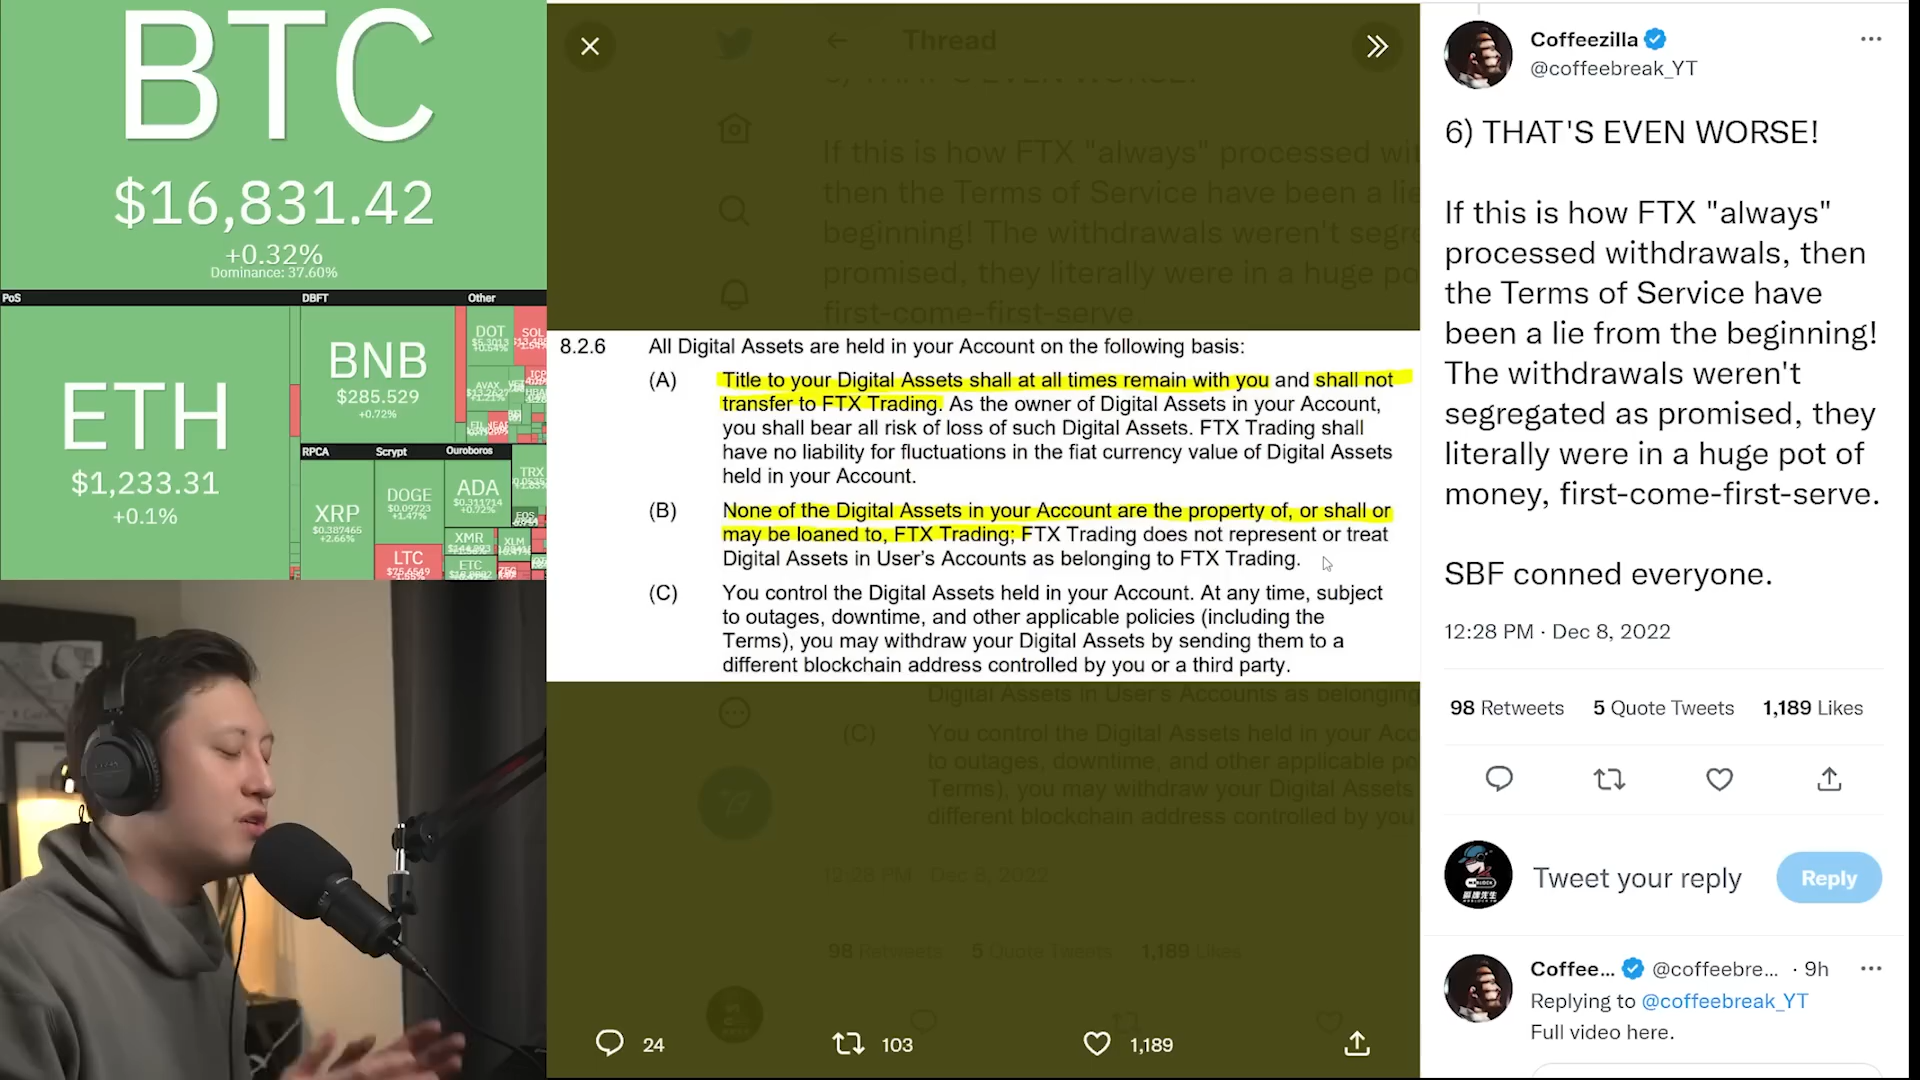 BTC
$16,831.42
+0.32%
Dominance: 37.60%
PoS
ETH
$1,233.31
+0.1%
DBFT
BNB
$285.529
+0.72%
Other
DOT
$5.3013
+0.64%
SOL
ICP
AVAX
+1.21%
FIL
NEAR
RPCA
XRP
$0.387465
+2.66%
Scrypt
DOGE
$0.09723
+1.47%
LTC
$75.6549
Ouroboros
ADA
$0.311714
+0.72%
TRX
EOS
XMR
XLM
ETC
Thread
6) THAT'S EVEN WORSE!
If this is how FTX "always" processed wi
then the Terms of Service have been a lie
beginning! The withdrawals weren't segre
promised, they literally were in a huge po
first-come-first-serve.
8.2.6 All Digital Assets are held in your Account on the following basis:
(A) Title to your Digital Assets shall at all times remain with you and shall not
transfer to FTX Trading. As the owner of Digital Assets in your Account,
you shall bear all risk of loss of such Digital Assets. FTX Trading shall
have no liability for fluctuations in the fiat currency value of Digital Assets
held in your Account.
(B) None of the Digital Assets in your Account are the property of, or shall or
may be loaned to, FTX Trading; FTX Trading does not represent or treat
Digital Assets in User's Accounts as belonging to FTX Trading.
(C) You control the Digital Assets held in your Account. At any time, subject
to outages, downtime, and other applicable policies (including the
Terms), you may withdraw your Digital Assets by sending them to a
different blockchain address controlled by you or a third party.
Digital Assets in User's Accounts as belonging
(C) You control the Digital Assets held in your Acc
to outages, downtime, and other applicable po
Terms), you may withdraw your Digital Assets
different blockchain address controlled by you
12:28 PM · Dec 8, 2022
98 Retweets 5 Quote Tweets 1,189 Likes
24 103 1,189
Coffeezilla
@coffeebreak_YT
6) THAT'S EVEN WORSE!
If this is how FTX "always"
processed withdrawals, then
the Terms of Service have
been a lie from the beginning!
The withdrawals weren't
segregated as promised, they
literally were in a huge pot of
money, first-come-first-serve.
SBF conned everyone.
12:28 PM · Dec 8, 2022
98 Retweets 5 Quote Tweets 1,189 Likes
Tweet your reply
Reply
Coffee... @coffeebre... · 9h
Replying to @coffeebreak_YT
Full video here.